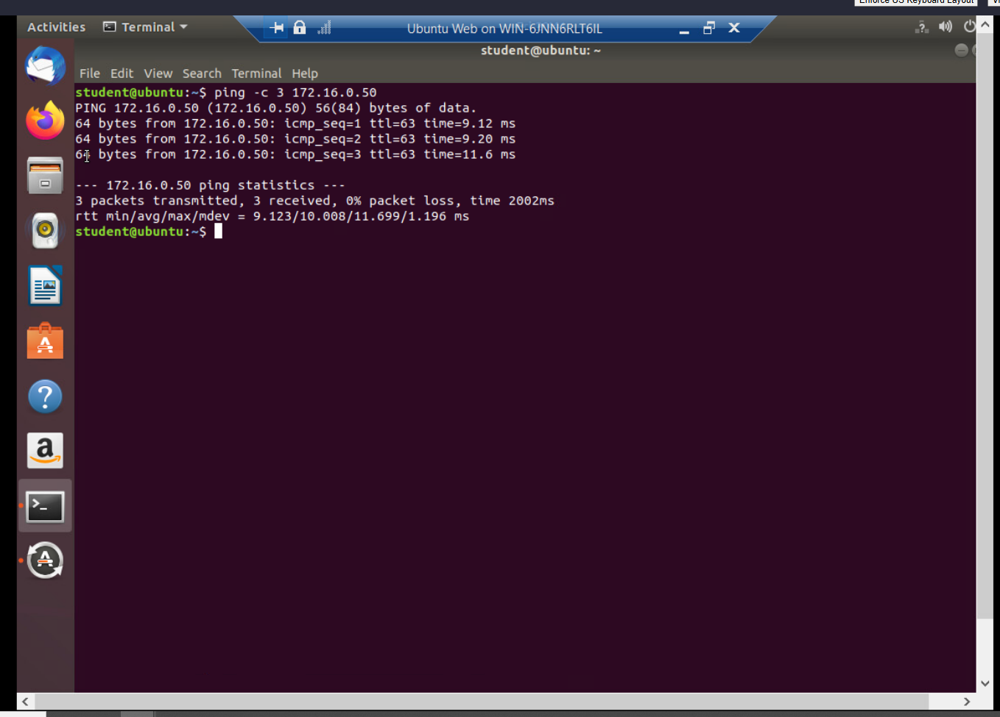 Enforce US Keyboard Layout
Activities Terminal
Ubuntu Web on WIN-6JNN6RLT6IL
student@ubuntu: ~
File Edit View Search Terminal Help
student@ubuntu:~$ ping -c 3 172.16.0.50
PING 172.16.0.50 (172.16.0.50) 56(84) bytes of data.
64 bytes from 172.16.0.50: icmp_seq=1 ttl=63 time=9.12 ms
64 bytes from 172.16.0.50: icmp_seq=2 ttl=63 time=9.20 ms
64 bytes from 172.16.0.50: icmp_seq=3 ttl=63 time=11.6 ms
--- 172.16.0.50 ping statistics ---
3 packets transmitted, 3 received, 0% packet loss, time 2002ms
rtt min/avg/max/mdev = 9.123/10.008/11.699/1.196 ms
student@ubuntu:~$